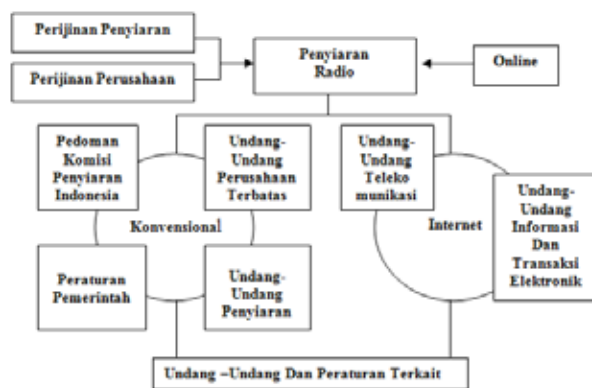 Perijinan Penyiaran
Perijinan Perusahaan
Penyiaran
Radio
Online
Pedoman
Komisi
Penyiaran
Indonesia
Undang-
Undang
Perusahaan
Terbatas
Undang-
Undang
Teleko
munikasi
Undang-
Undang
Informasi
Dan
Transaksi
Elektronik
Konvensional
Internet
Peraturan
Pemerintah
Undang-
Undang
Penyiaran
Undang –Undang Dan Peraturan Terkait